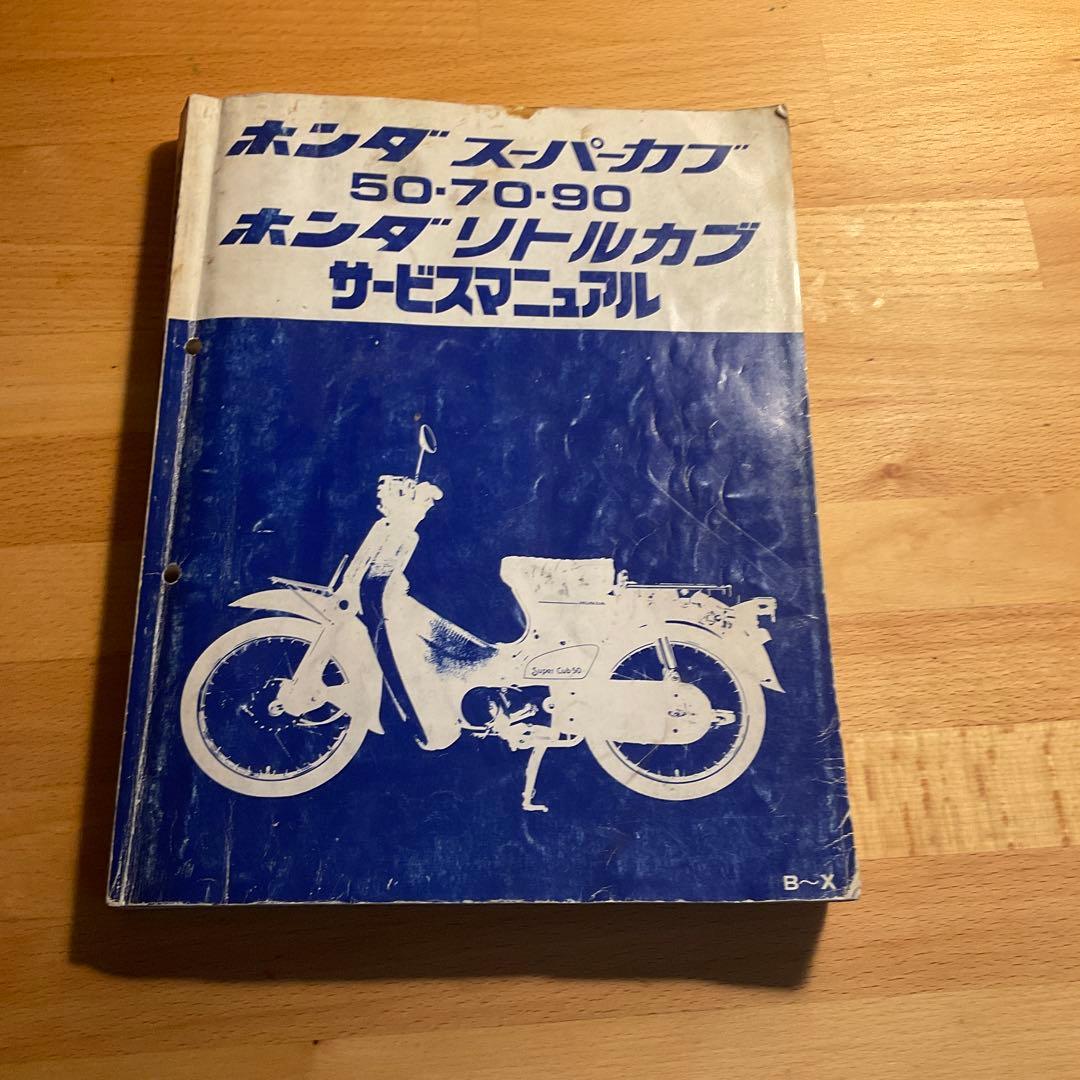 ホンダ スーパーカブ
50・70・90
ホンダ リトルカブ
サービスマニュアル
HONDA
Super Cub 50
B～X